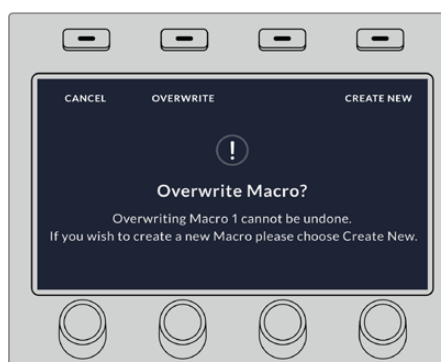 CANCEL OVERWRITE CREATE NEW
!
Overwrite Macro?
Overwriting Macro 1 cannot be undone.
If you wish to create a new Macro please choose Create New.